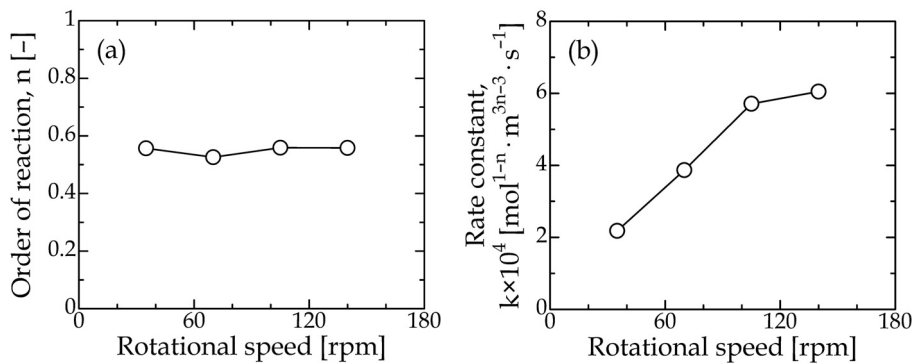 (a)
Order of reaction, n [–]
1
0.8
0.6
0.4
0.2
0
0 60 120 180
Rotational speed [rpm]
(b)
Rate constant,
k×10⁴ [mol¹⁻ⁿ · m³ⁿ⁻³ · s⁻¹]
8
6
4
2
0
0 60 120 180
Rotational speed [rpm]